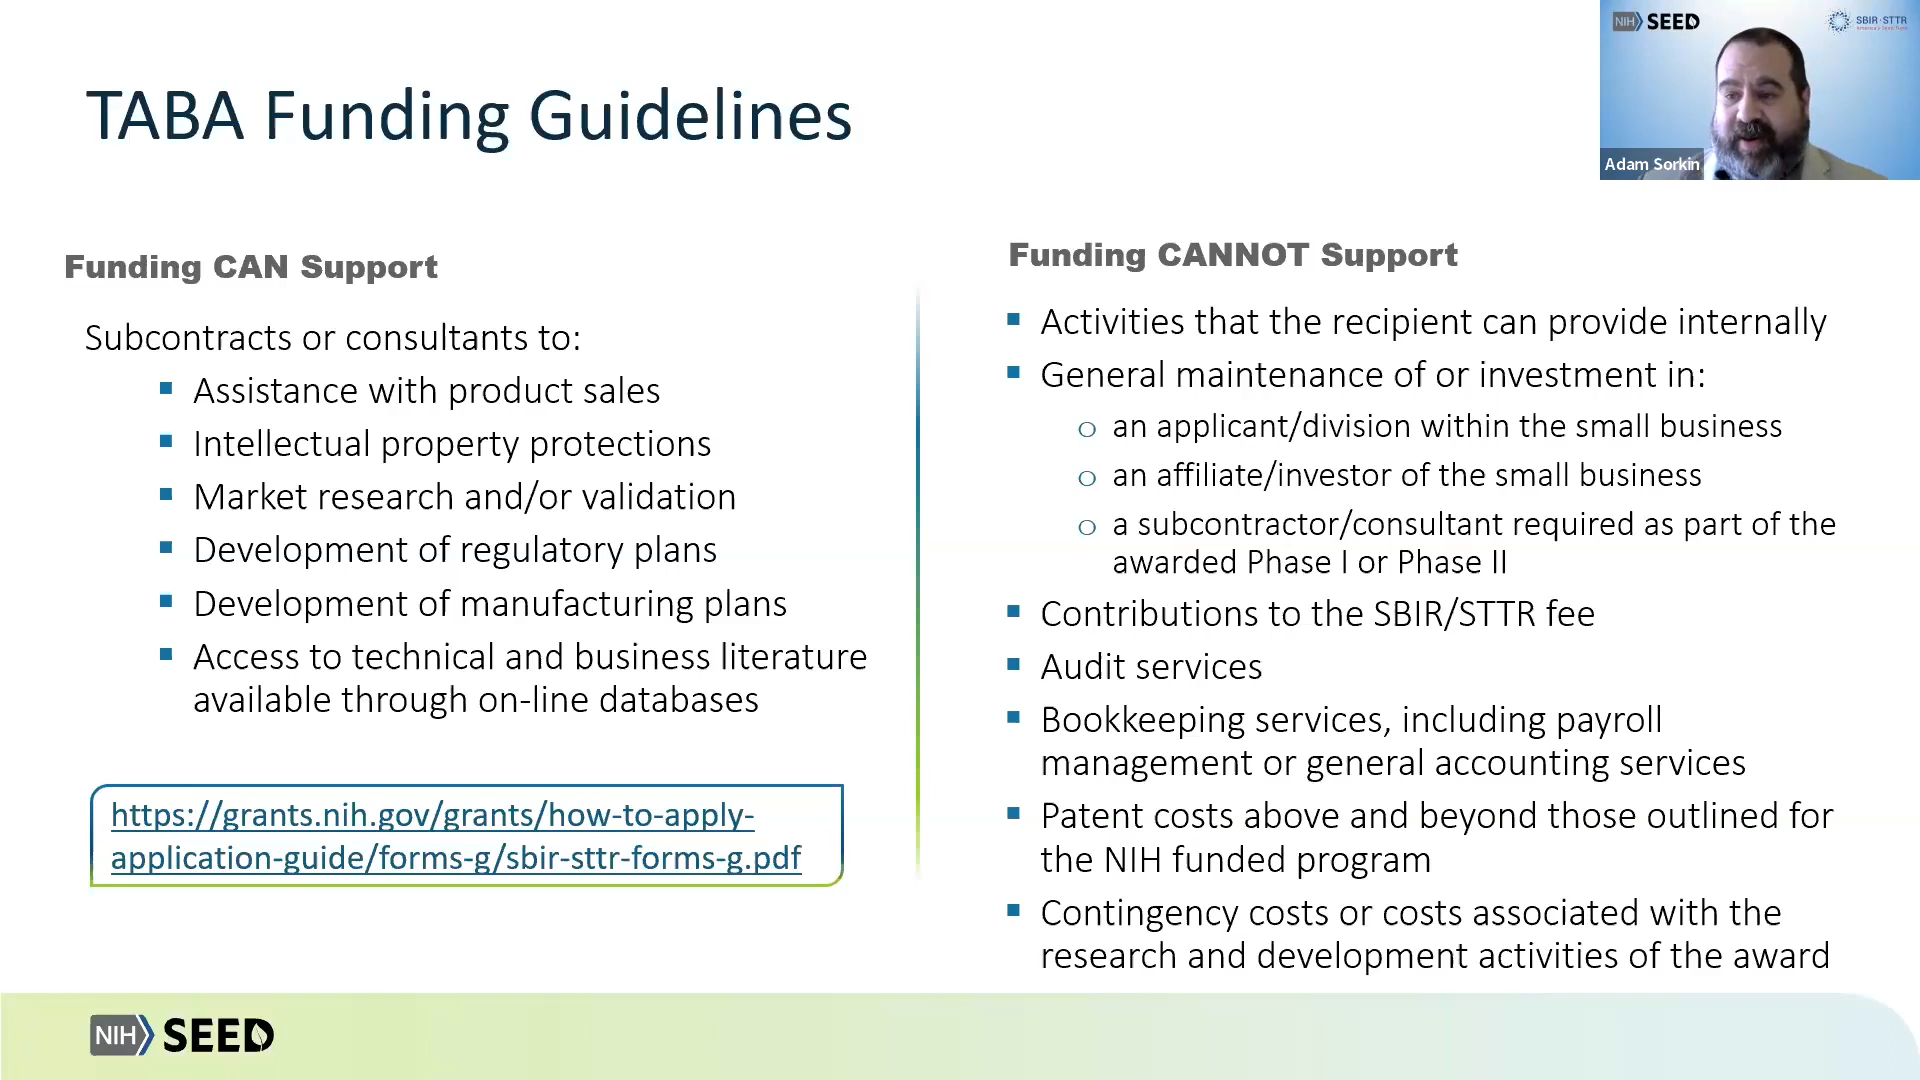 TABA Funding Guidelines
NIH SEED
SBIR·STTR
America's Seed Fund
Adam Sorkin
Funding CAN Support
Subcontracts or consultants to:
▪ Assistance with product sales
▪ Intellectual property protections
▪ Market research and/or validation
▪ Development of regulatory plans
▪ Development of manufacturing plans
▪ Access to technical and business literature
available through on-line databases
https://grants.nih.gov/grants/how-to-apply-
application-guide/forms-g/sbir-sttr-forms-g.pdf
Funding CANNOT Support
▪ Activities that the recipient can provide internally
▪ General maintenance of or investment in:
o an applicant/division within the small business
o an affiliate/investor of the small business
o a subcontractor/consultant required as part of the
awarded Phase I or Phase II
▪ Contributions to the SBIR/STTR fee
▪ Audit services
▪ Bookkeeping services, including payroll
management or general accounting services
▪ Patent costs above and beyond those outlined for
the NIH funded program
▪ Contingency costs or costs associated with the
research and development activities of the award
NIH SEED